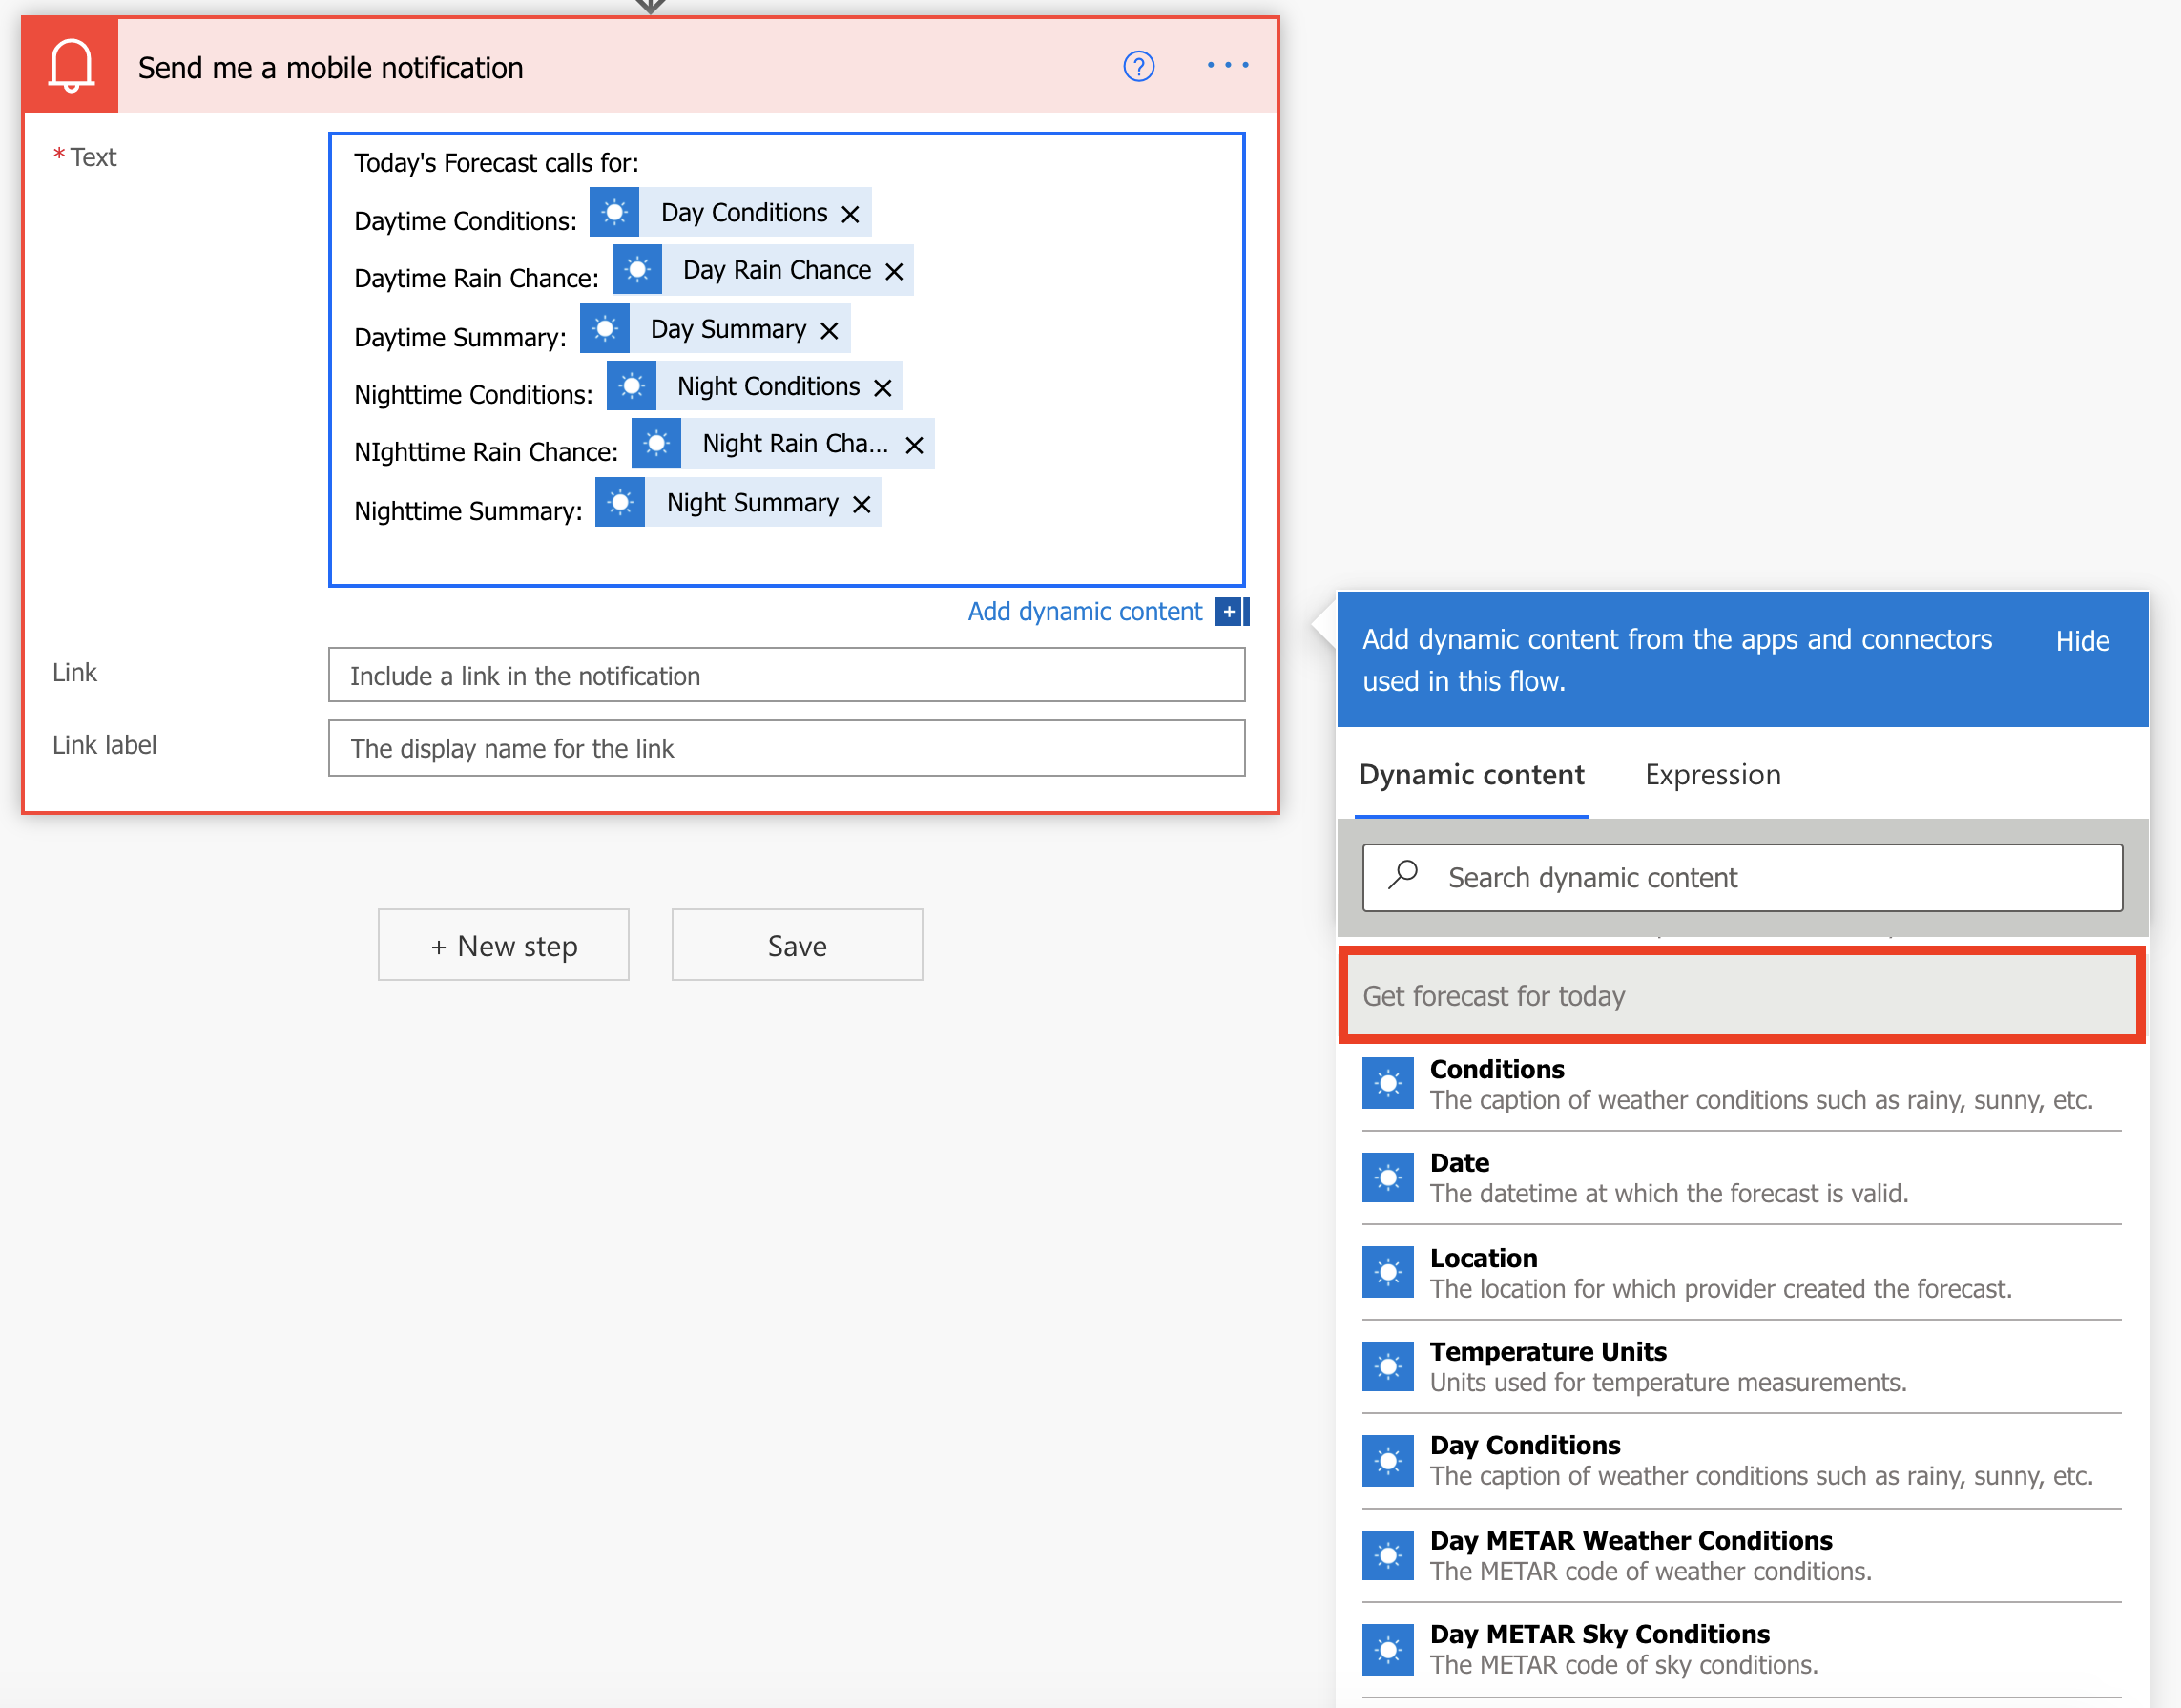 Send me a mobile notification
* Text
Today's Forecast calls for:
Daytime Conditions: Day Conditions
Daytime Rain Chance: Day Rain Chance
Daytime Summary: Day Summary
Nighttime Conditions: Night Conditions
NIghttime Rain Chance: Night Rain Cha...
Nighttime Summary: Night Summary
Add dynamic content +
Link
Include a link in the notification
Link label
The display name for the link
+ New step
Save
Add dynamic content from the apps and connectors
used in this flow.
Hide
Dynamic content
Expression
Search dynamic content
Get forecast for today
Conditions
The caption of weather conditions such as rainy, sunny, etc.
Date
The datetime at which the forecast is valid.
Location
The location for which provider created the forecast.
Temperature Units
Units used for temperature measurements.
Day Conditions
The caption of weather conditions such as rainy, sunny, etc.
Day METAR Weather Conditions
The METAR code of weather conditions.
Day METAR Sky Conditions
The METAR code of sky conditions.